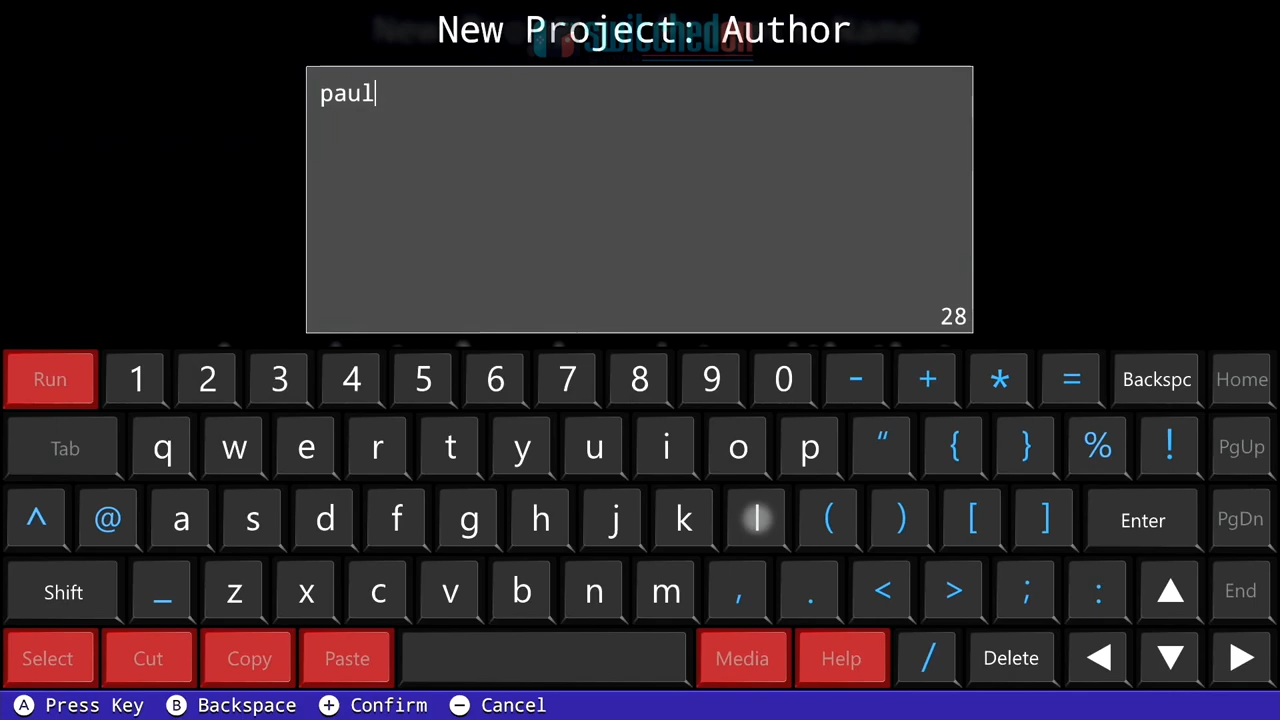 New Project: Author
switchedon
paul
28
Run 1 2 3 4 5 6 7 8 9 0 - + * = Backspc Home
Tab q w e r t y u i o p " { } % ! PgUp
^ @ a s d f g h j k l ( ) [ ] Enter PgDn
Shift _ z x c v b n m , . < > ; : ▲ End
Select Cut Copy Paste Media Help / Delete ◀ ▼ ▶
A Press Key B Backspace + Confirm - Cancel